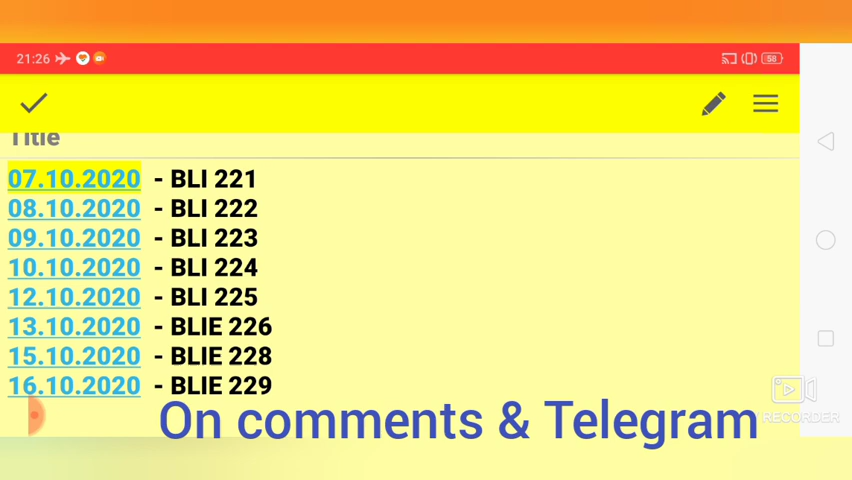 21:26
58
Title
07.10.2020 - BLI 221
08.10.2020 - BLI 222
09.10.2020 - BLI 223
10.10.2020 - BLI 224
12.10.2020 - BLI 225
13.10.2020 - BLIE 226
15.10.2020 - BLIE 228
16.10.2020 - BLIE 229
On comments & Telegram
RECORDER